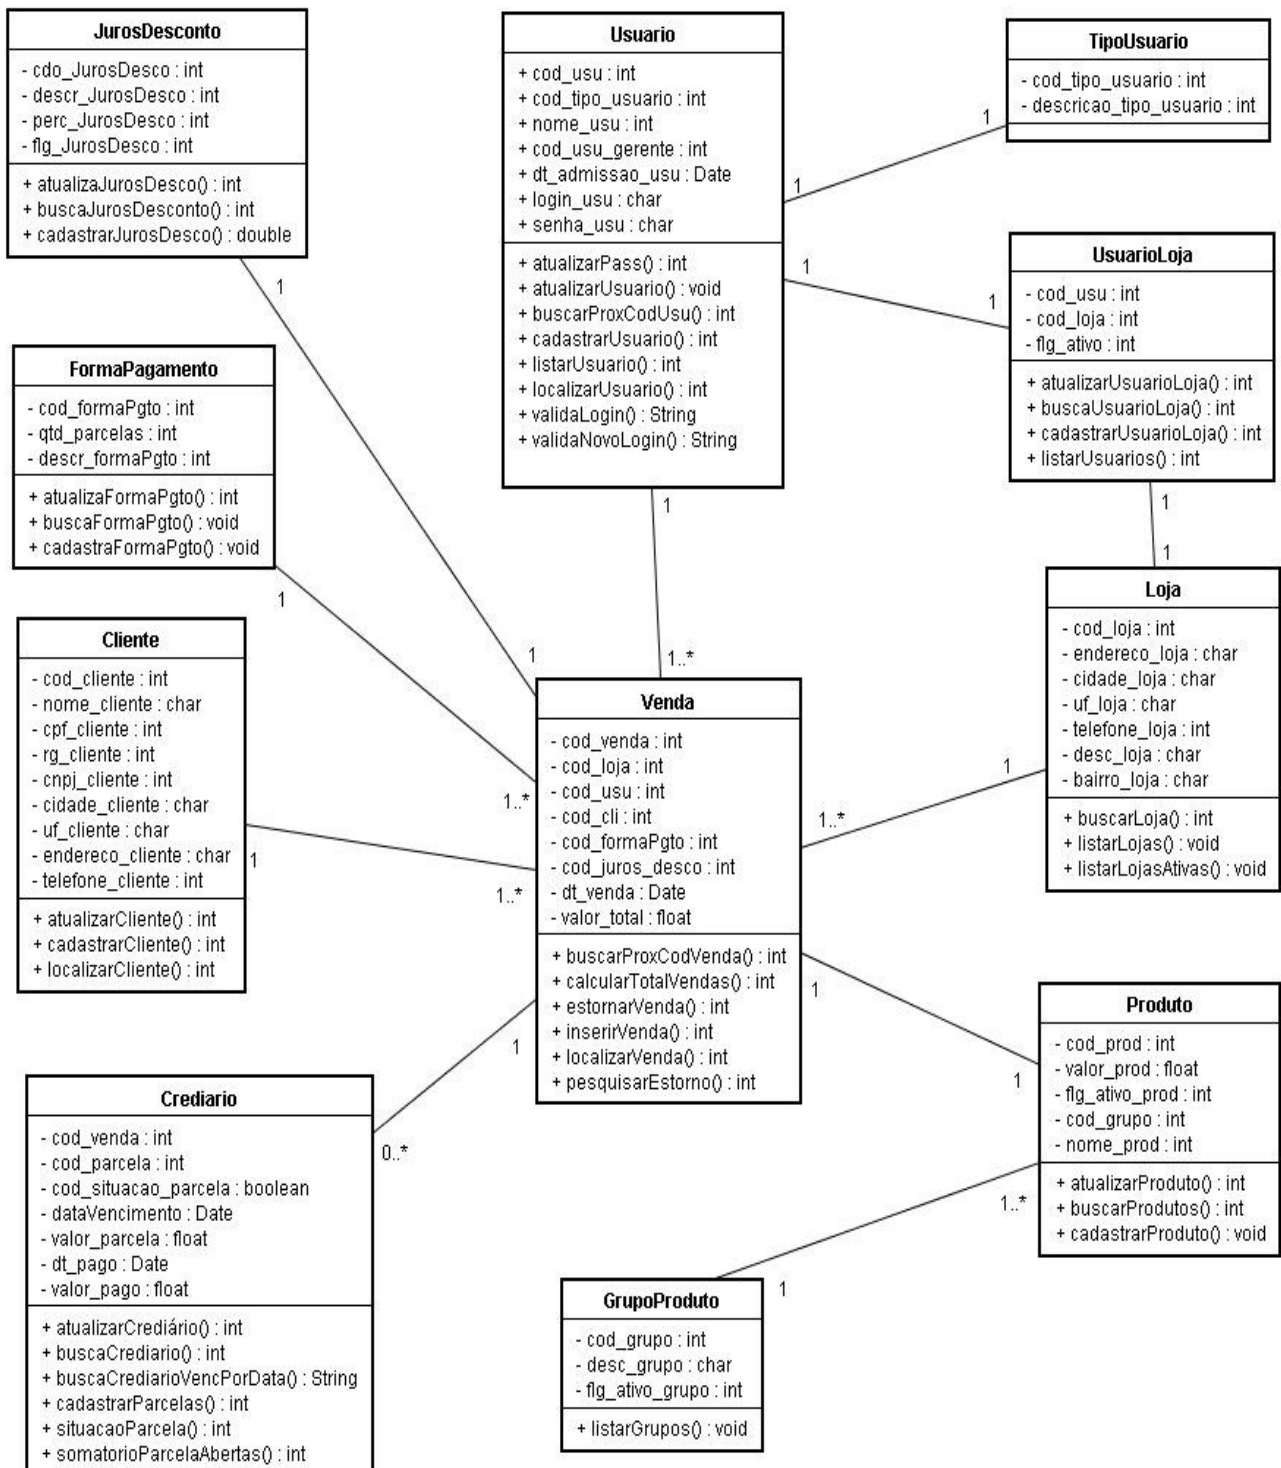 JurosDesconto
- cdo_JurosDesco : int
- descr_JurosDesco : int
- perc_JurosDesco : int
- flg_JurosDesco : int
+ atualizaJurosDesco() : int
+ buscaJurosDesconto() : int
+ cadastrarJurosDesco() : double
1
1
Usuario
+ cod_usu : int
+ cod_tipo_usuario : int
+ nome_usu : int
+ cod_usu_gerente : int
+ dt_admissao_usu : Date
+ login_usu : char
+ senha_usu : char
+ atualizarPass() : int
+ atualizarUsuario() : void
+ buscarProxCodUsu() : int
+ cadastrarUsuario() : int
+ listarUsuario() : int
+ localizarUsuario() : int
+ validaLogin() : String
+ validaNovoLogin() : String
1
1
1
1
1
1..*
TipoUsuario
- cod_tipo_usuario : int
- descricao_tipo_usuario : int
UsuarioLoja
- cod_usu : int
- cod_loja : int
- flg_ativo : int
+ atualizarUsuarioLoja() : int
+ buscaUsuarioLoja() : int
+ cadastrarUsuarioLoja() : int
+ listarUsuarios() : int
1
1
FormaPagamento
- cod_formaPgto : int
- qtd_parcelas : int
- descr_formaPgto : int
+ atualizaFormaPgto() : int
+ buscaFormaPgto() : void
+ cadastraFormaPgto() : void
1
1..*
Cliente
- cod_cliente : int
- nome_cliente : char
- cpf_cliente : int
- rg_cliente : int
- cnpj_cliente : int
- cidade_cliente : char
- uf_cliente : char
- endereco_cliente : char
- telefone_cliente : int
+ atualizarCliente() : int
+ cadastrarCliente() : int
+ localizarCliente() : int
1
1..*
Venda
- cod_venda : int
- cod_loja : int
- cod_usu : int
- cod_cli : int
- cod_formaPgto : int
- cod_juros_desco : int
- dt_venda : Date
- valor_total : float
+ buscarProxCodVenda() : int
+ calcularTotalVendas() : int
+ estornarVenda() : int
+ inserirVenda() : int
+ localizarVenda() : int
+ pesquisarEstorno() : int
1..*
1
1
1
1
0..*
Loja
- cod_loja : int
- endereco_loja : char
- cidade_loja : char
- uf_loja : char
- telefone_loja : int
- desc_loja : char
- bairro_loja : char
+ buscarLoja() : int
+ listarLojas() : void
+ listarLojasAtivas() : void
Produto
- cod_prod : int
- valor_prod : float
- flg_ativo_prod : int
- cod_grupo : int
- nome_prod : int
+ atualizarProduto() : int
+ buscarProdutos() : int
+ cadastrarProduto() : void
1..*
1
Crediario
- cod_venda : int
- cod_parcela : int
- cod_situacao_parcela : boolean
- dataVencimento : Date
- valor_parcela : float
- dt_pago : Date
- valor_pago : float
+ atualizarCrediário() : int
+ buscaCrediario() : int
+ buscaCrediarioVencPorData() : String
+ cadastrarParcelas() : int
+ situacaoParcela() : int
+ somatorioParcelaAbertas() : int
GrupoProduto
- cod_grupo : int
- desc_grupo : char
- flg_ativo_grupo : int
+ listarGrupos() : void